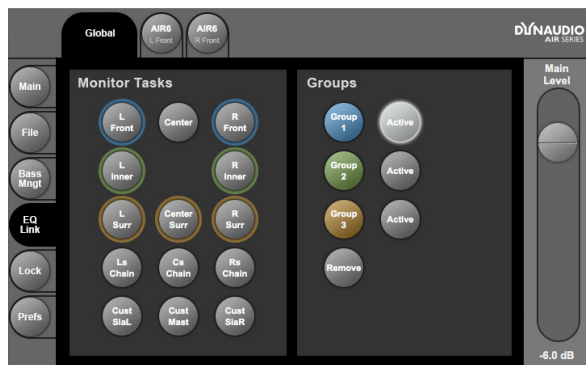 Global
AIR6
L Front
AIR6
R Front
DYNAUDIO
AIR SERIES
Main
File
Bass
Mngt
EQ
Link
Lock
Prefs
Monitor Tasks
L
Front
Center
R
Front
L
Inner
R
Inner
L
Surr
Center
Surr
R
Surr
Ls
Chain
Cs
Chain
Rs
Chain
Cust
SlaL
Cust
Mast
Cust
SlaR
Groups
Group
1
Active
Group
2
Active
Group
3
Active
Remove
Main
Level
-6.0 dB